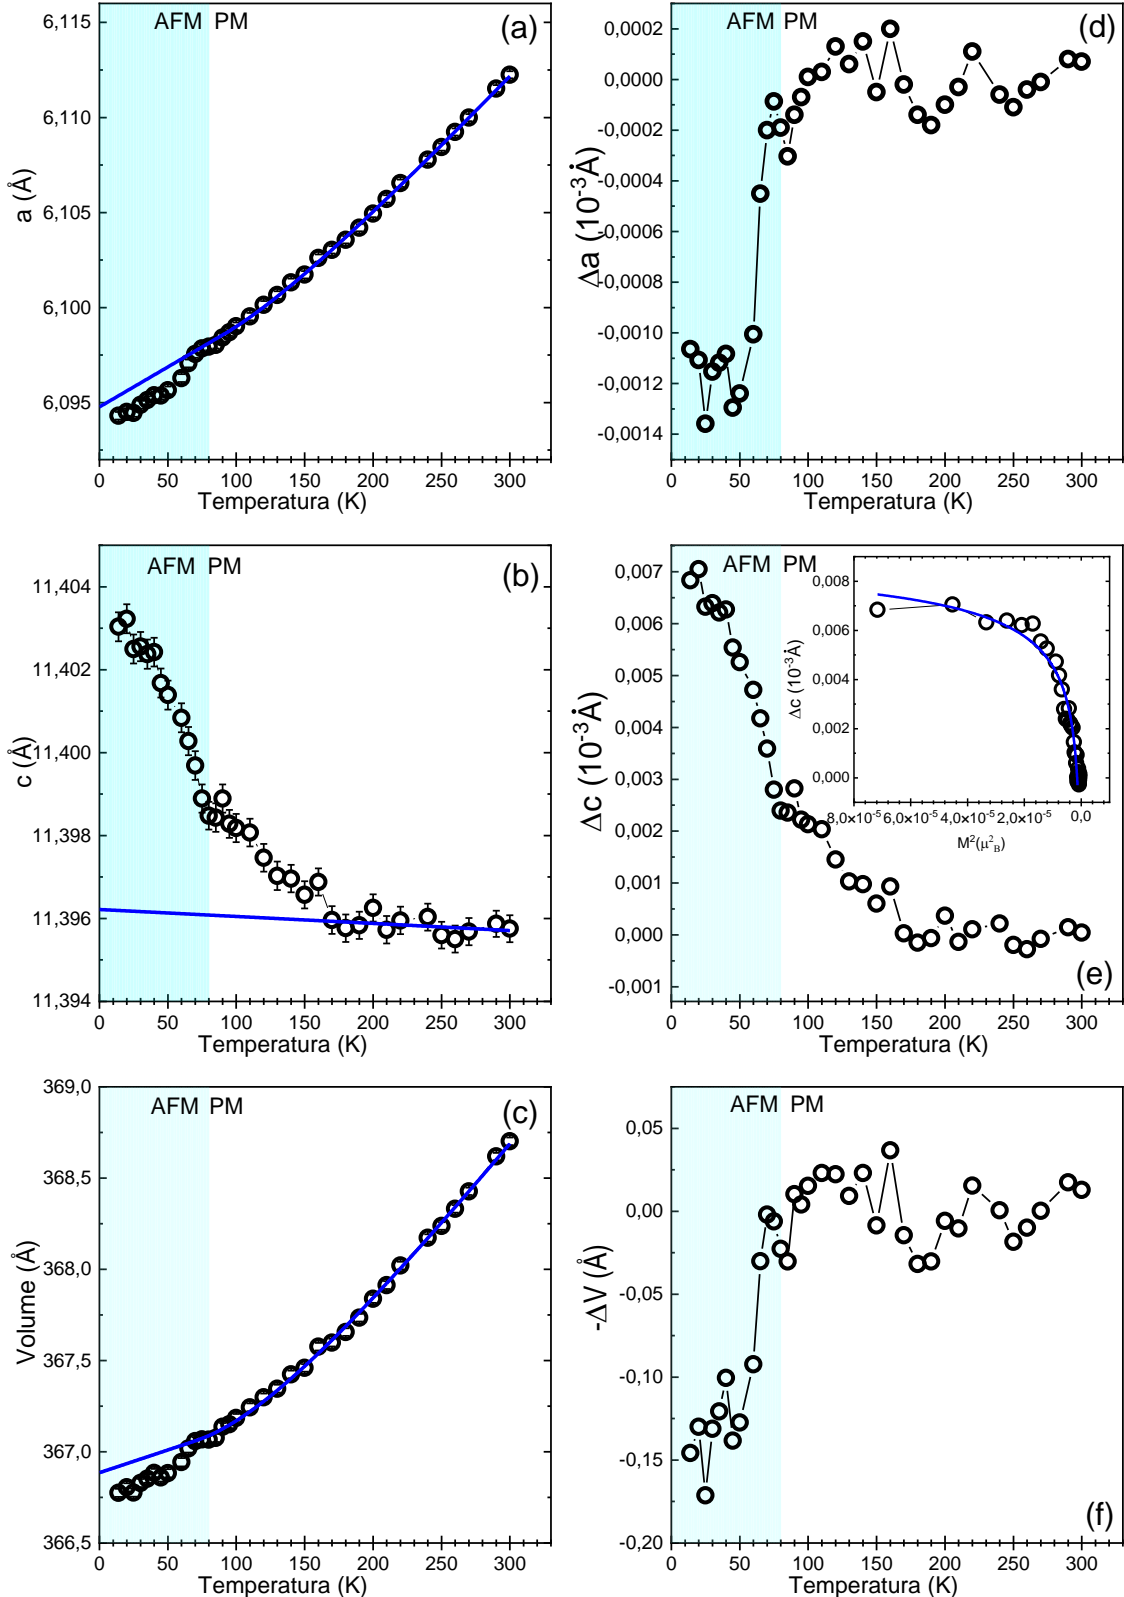 AFM PM
(a)
6,115
6,110
6,105
6,100
6,095
a (Å)
0 50 100 150 200 250 300
Temperatura (K)
AFM PM
(d)
0,0002
0,0000
-0,0002
-0,0004
-0,0006
-0,0008
-0,0010
-0,0012
-0,0014
Δa (10⁻³Å)
0 50 100 150 200 250 300
Temperatura (K)
AFM PM
(b)
11,404
11,402
11,400
11,398
11,396
11,394
c (Å)
0 50 100 150 200 250 300
Temperatura (K)
AFM PM
(e)
0,007
0,006
0,005
0,004
0,003
0,002
0,001
0,000
-0,001
Δc (10⁻³Å)
0 50 100 150 200 250 300
Temperatura (K)
0,008
0,006
0,004
0,002
0,000
Δc (10⁻³Å)
8,0x10⁻⁵ 6,0x10⁻⁵ 4,0x10⁻⁵ 2,0x10⁻⁵ 0,0
M²(μ²_B)
AFM PM
(c)
369,0
368,5
368,0
367,5
367,0
366,5
Volume (Å)
0 50 100 150 200 250 300
Temperatura (K)
AFM PM
(f)
0,05
0,00
-0,05
-0,10
-0,15
-0,20
-ΔV (Å)
0 50 100 150 200 250 300
Temperatura (K)